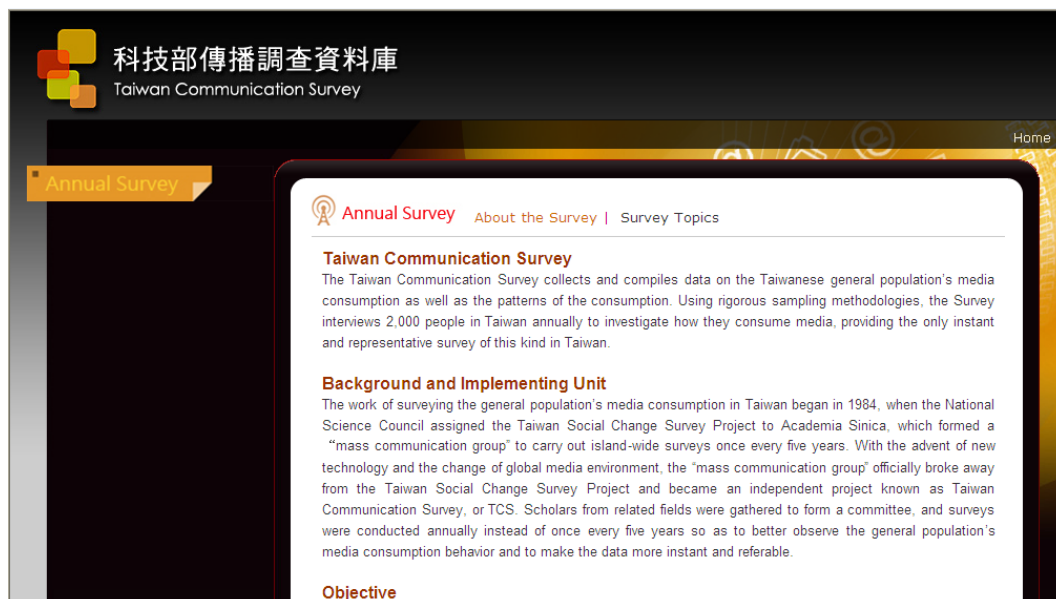 科技部傳播調查資料庫
Taiwan Communication Survey
Home
Annual Survey
Annual Survey About the Survey | Survey Topics
Taiwan Communication Survey
The Taiwan Communication Survey collects and compiles data on the Taiwanese general population's media
consumption as well as the patterns of the consumption. Using rigorous sampling methodologies, the Survey
interviews 2,000 people in Taiwan annually to investigate how they consume media, providing the only instant
and representative survey of this kind in Taiwan.
Background and Implementing Unit
The work of surveying the general population's media consumption in Taiwan began in 1984, when the National
Science Council assigned the Taiwan Social Change Survey Project to Academia Sinica, which formed a
“mass communication group” to carry out island-wide surveys once every five years. With the advent of new
technology and the change of global media environment, the “mass communication group” officially broke away
from the Taiwan Social Change Survey Project and became an independent project known as Taiwan
Communication Survey, or TCS. Scholars from related fields were gathered to form a committee, and surveys
were conducted annually instead of once every five years so as to better observe the general population's
media consumption behavior and to make the data more instant and referable.
Objective